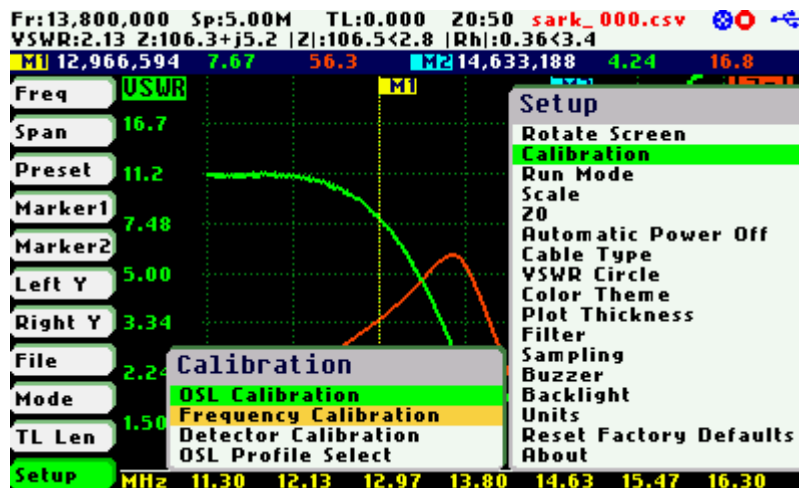 Fr:13,800,000 Sp:5.00M TL:0.000 Z0:50 sark_000.csv
VSWR:2.13 Z:106.3+j5.2 |Z|:106.5<2.8 |Rh|:0.36<3.4
M1 12,966,594 7.67 56.3 M2 14,633,188 4.24 16.8
Freq
Span
Preset
Marker1
Marker2
Left Y
Right Y
File
Mode
TL Len
Setup
VSWR
M1
16.7
11.2
7.48
5.00
3.34
2.24
1.50
Setup
Rotate Screen
Calibration
Run Mode
Scale
Z0
Automatic Power Off
Cable Type
VSWR Circle
Color Theme
Plot Thickness
Filter
Sampling
Buzzer
Backlight
Units
Reset Factory Defaults
About
Calibration
OSL Calibration
Frequency Calibration
Detector Calibration
OSL Profile Select
MHz 11.30 12.13 12.97 13.80 14.63 15.47 16.30